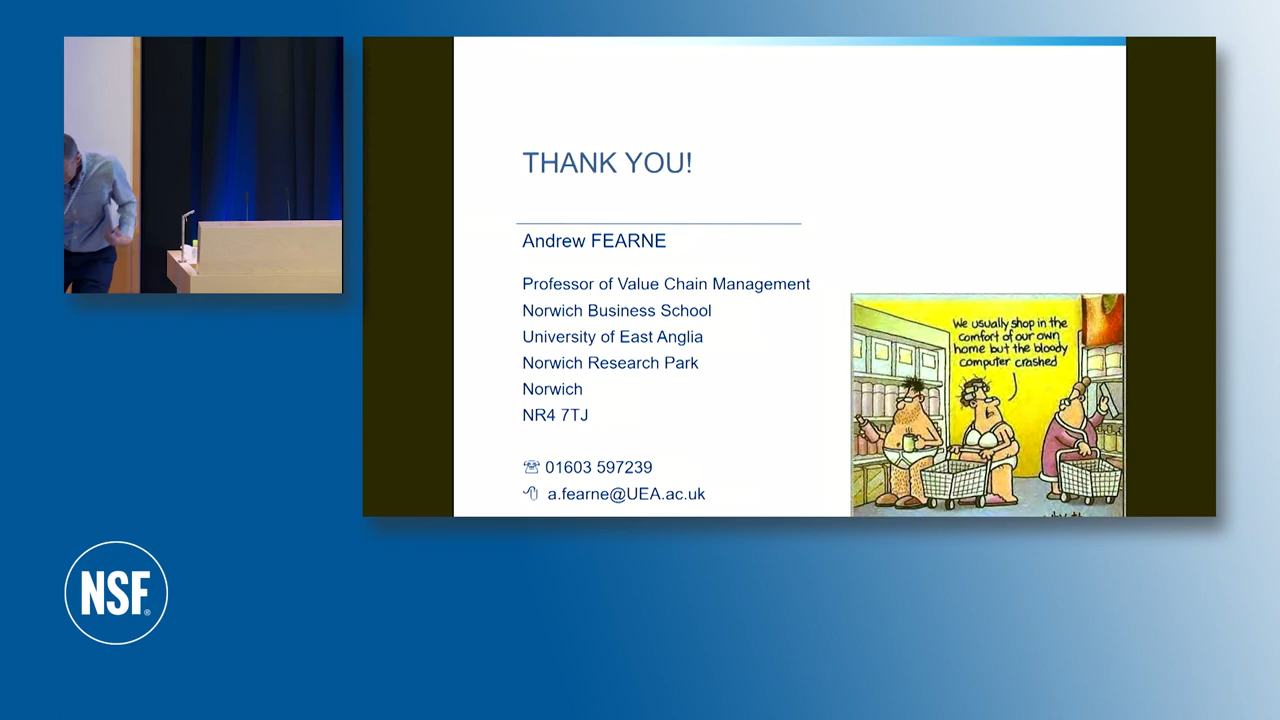 THANK YOU!
Andrew FEARNE
Professor of Value Chain Management
Norwich Business School
University of East Anglia
Norwich Research Park
Norwich
NR4 7TJ
01603 597239
a.fearne@UEA.ac.uk
We usually shop in the
comfort of our own
home but the bloody
computer crashed
NSF®